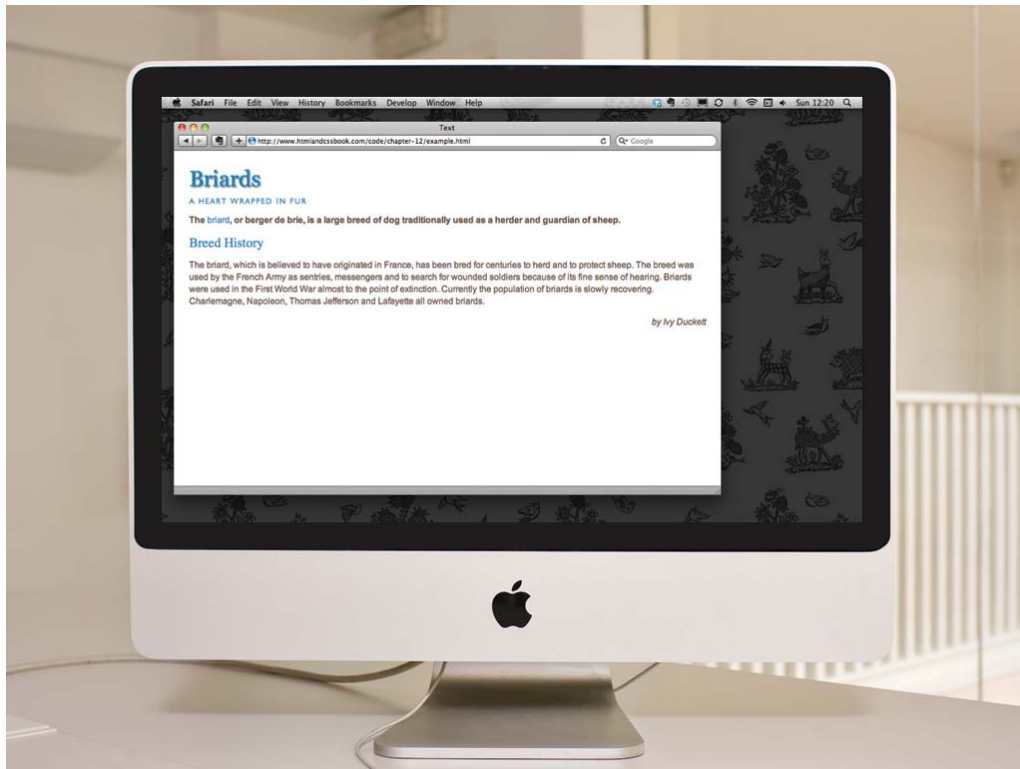 Safari File Edit View History Bookmarks Develop Window Help Sun 12:20
Text
http://www.htmlandcssbook.com/code/chapter-12/example.html Google
Briards
A HEART WRAPPED IN FUR
The briard, or berger de brie, is a large breed of dog traditionally used as a herder and guardian of sheep.
Breed History
The briard, which is believed to have originated in France, has been bred for centuries to herd and to protect sheep. The breed was
used by the French Army as sentries, messengers and to search for wounded soldiers because of its fine sense of hearing. Briards
were used in the First World War almost to the point of extinction. Currently the population of briards is slowly recovering.
Charlemagne, Napoleon, Thomas Jefferson and Lafayette all owned briards.
by Ivy Duckett